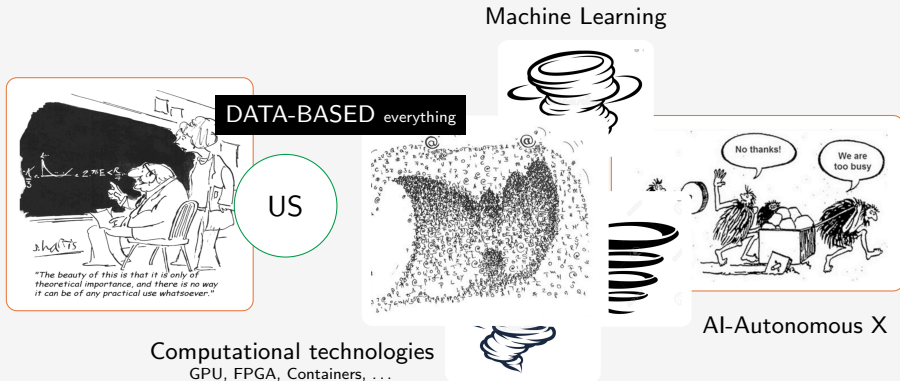 Machine Learning
DATA-BASED everything
@ @
No thanks!
We are
too busy
US
S.harris
"The beauty of this is that it is only of
theoretical importance, and there is no way
it can be of any practical use whatsoever."
AI-Autonomous X
Computational technologies
GPU, FPGA, Containers, ...